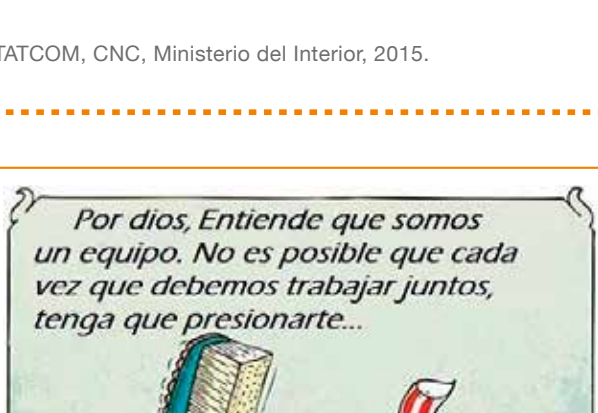 TATCOM, CNC, Ministerio del Interior, 2015.
Por dios, Entiende que somos
un equipo. No es posible que cada
vez que debemos trabajar juntos,
tenga que presionarte...